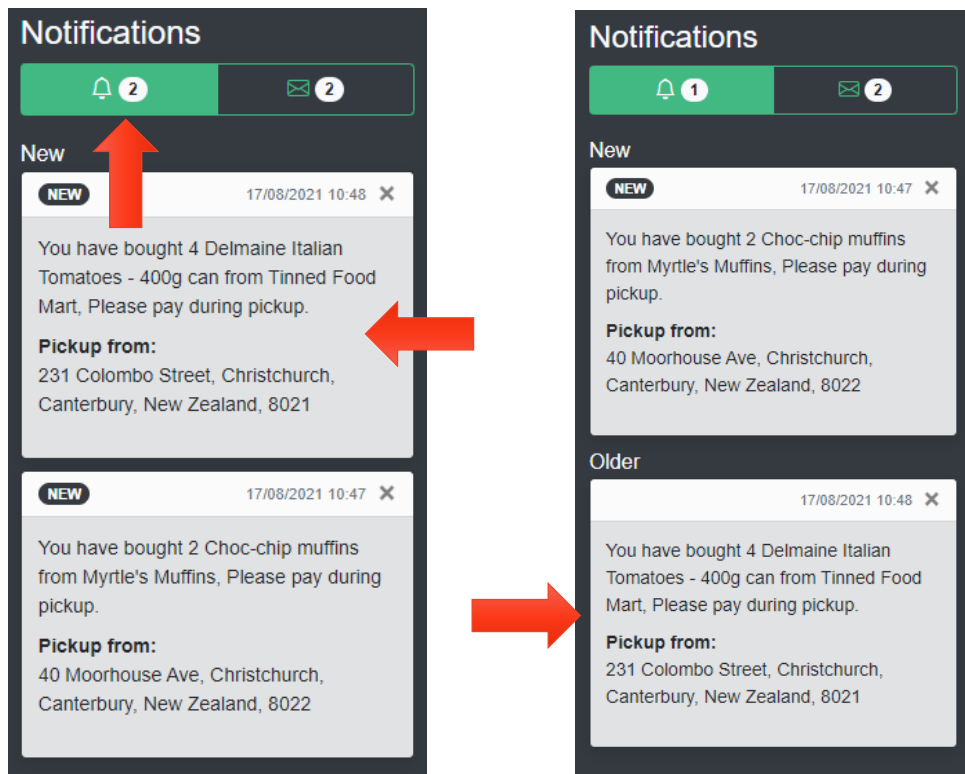 Notifications
2
2
New
NEW 17/08/2021 10:48
You have bought 4 Delmaine Italian
Tomatoes - 400g can from Tinned Food
Mart, Please pay during pickup.
Pickup from:
231 Colombo Street, Christchurch,
Canterbury, New Zealand, 8021
NEW 17/08/2021 10:47
You have bought 2 Choc-chip muffins
from Myrtle's Muffins, Please pay during
pickup.
Pickup from:
40 Moorhouse Ave, Christchurch,
Canterbury, New Zealand, 8022
Notifications
1
2
New
NEW 17/08/2021 10:47
You have bought 2 Choc-chip muffins
from Myrtle's Muffins, Please pay during
pickup.
Pickup from:
40 Moorhouse Ave, Christchurch,
Canterbury, New Zealand, 8022
Older
17/08/2021 10:48
You have bought 4 Delmaine Italian
Tomatoes - 400g can from Tinned Food
Mart, Please pay during pickup.
Pickup from:
231 Colombo Street, Christchurch,
Canterbury, New Zealand, 8021